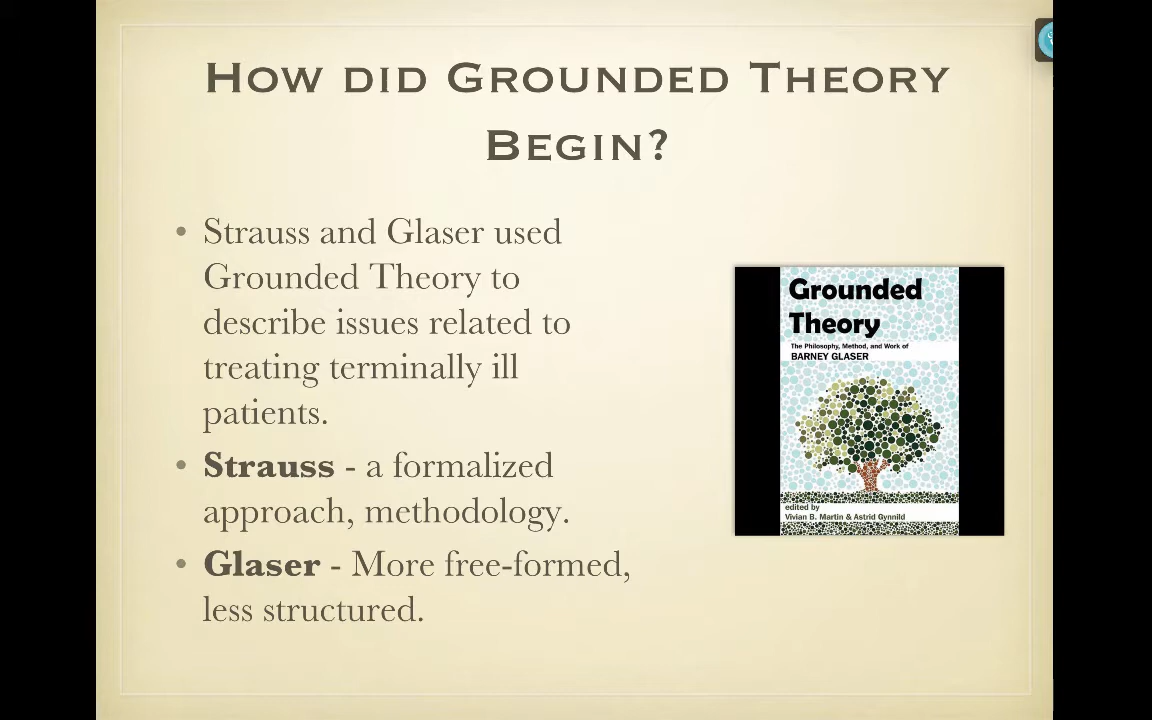 How did Grounded Theory
Begin?
• Strauss and Glaser used
Grounded Theory to
describe issues related to
treating terminally ill
patients.
• Strauss - a formalized
approach, methodology.
• Glaser - More free-formed,
less structured.
Grounded
Theory
The Philosophy, Method, and Work of
BARNEY GLASER
edited by
Vivian B. Martin & Astrid Gynnild